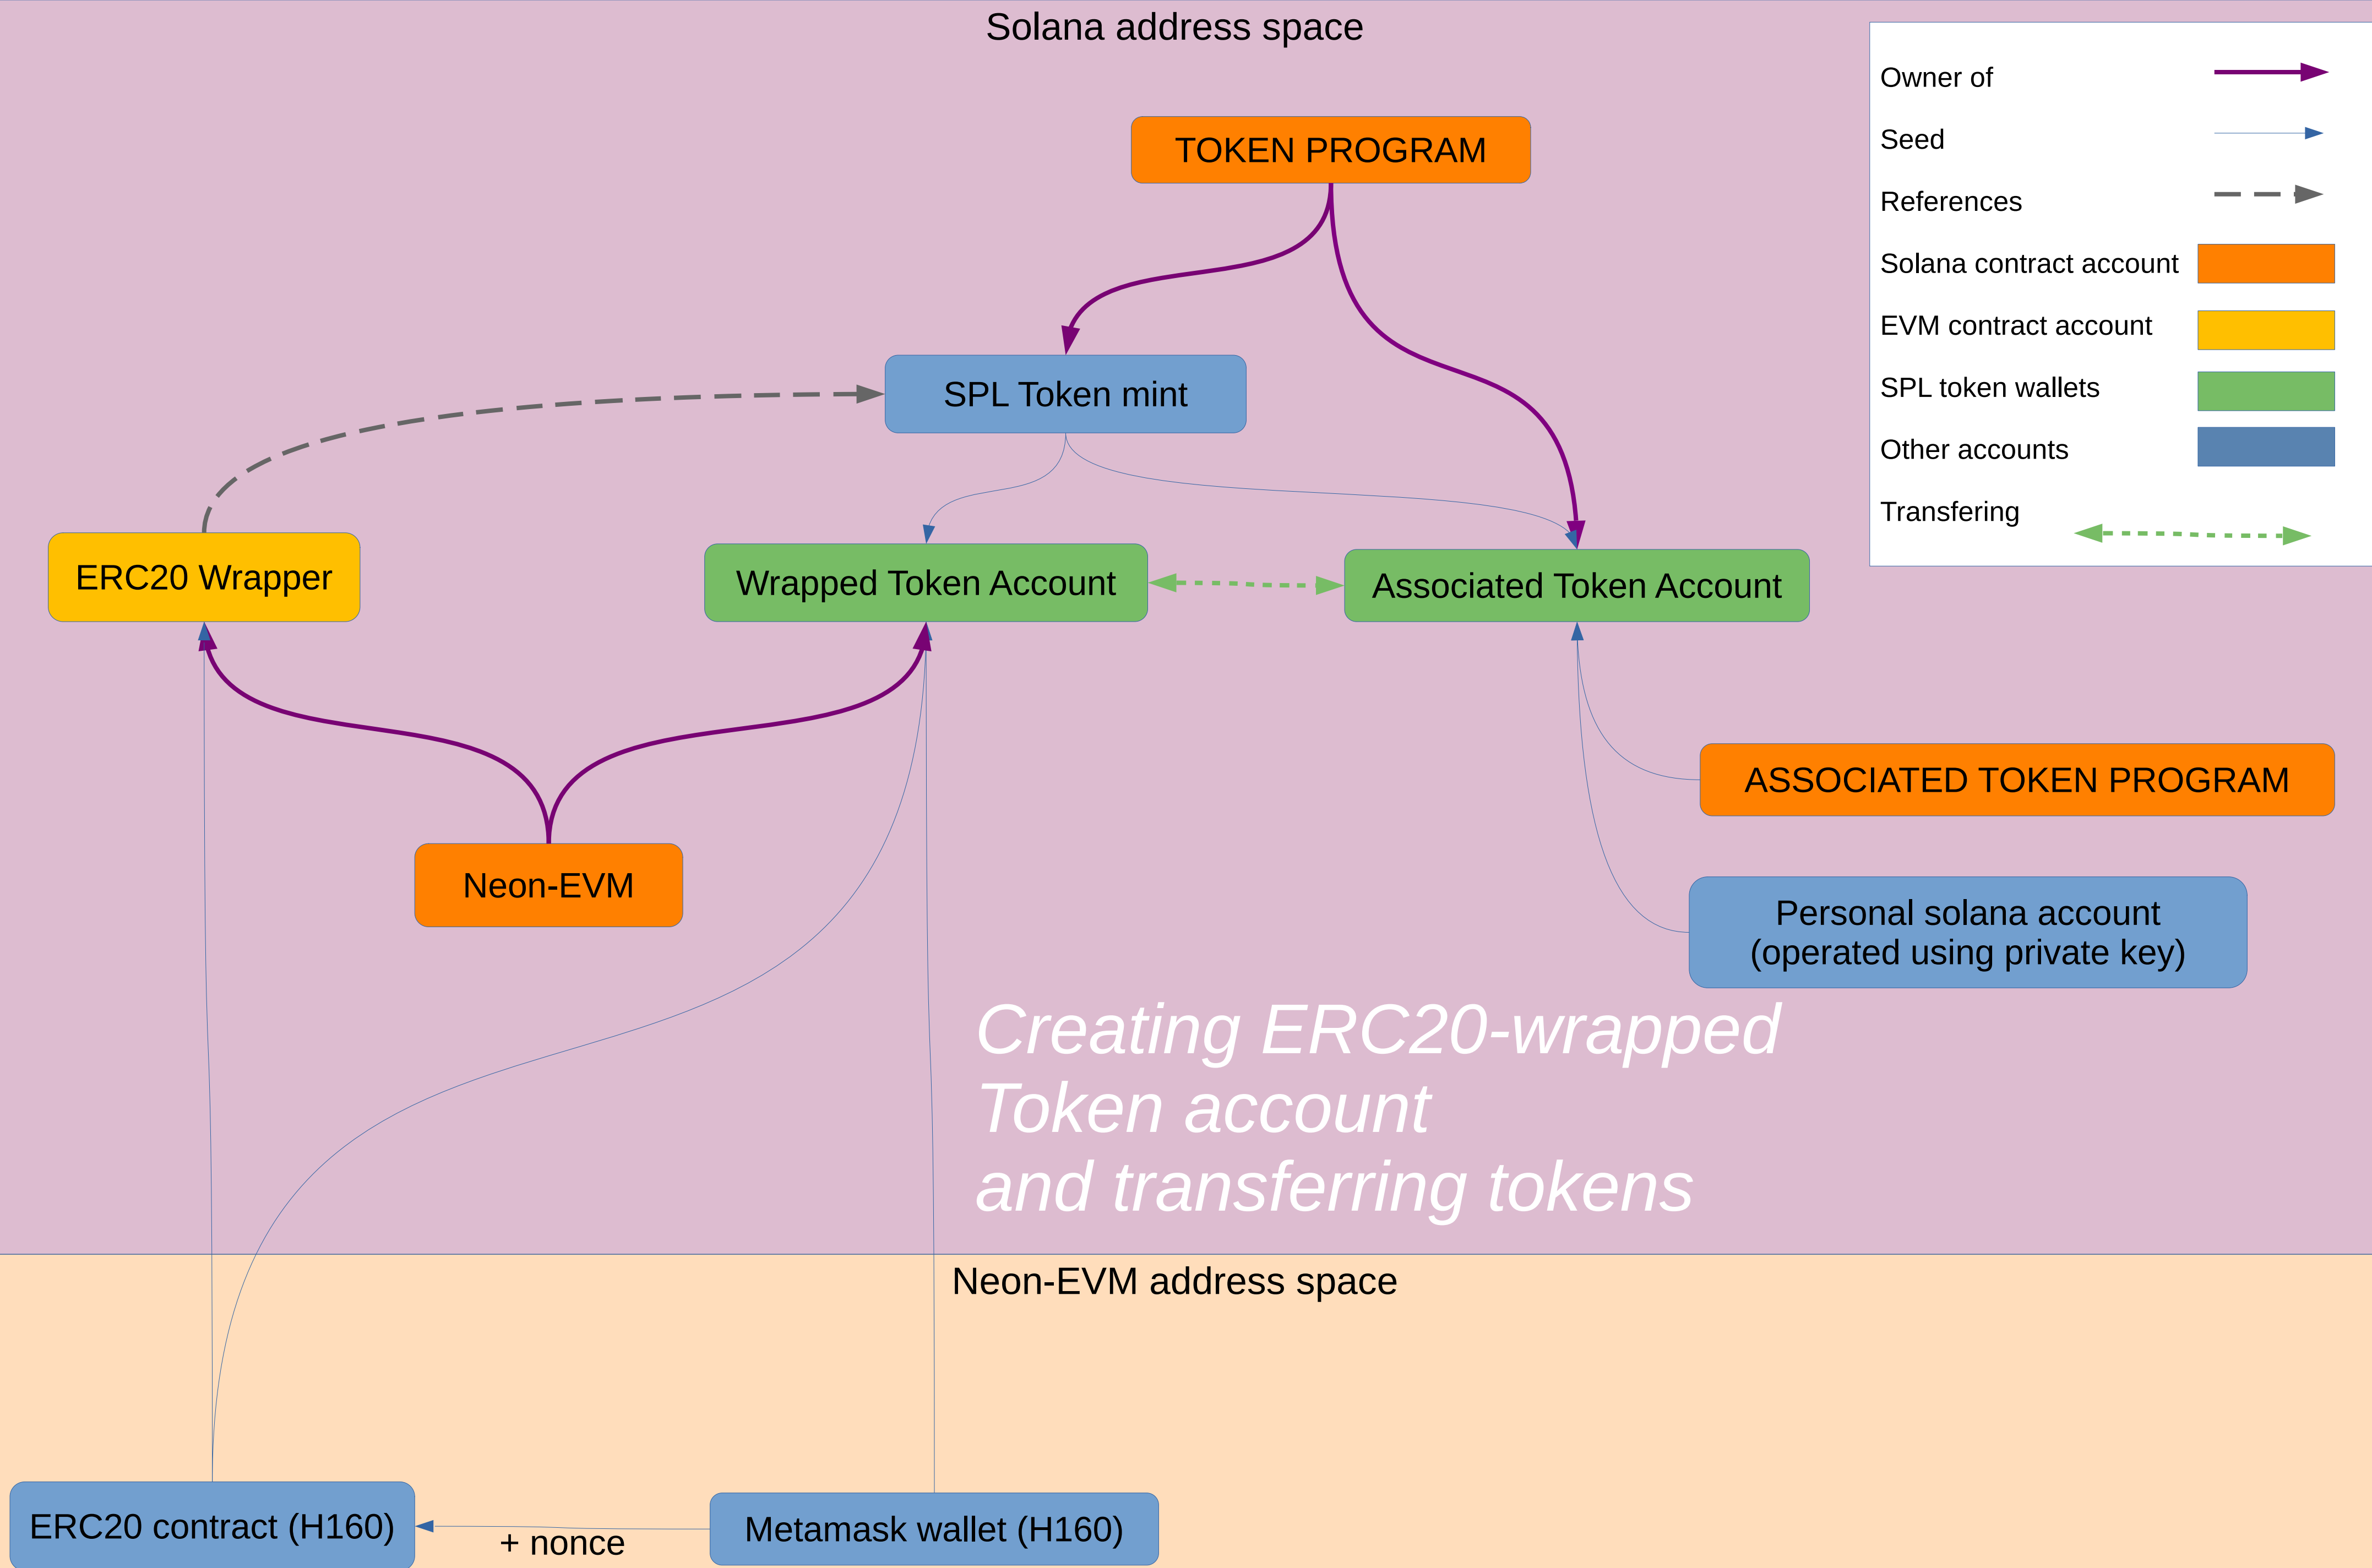 Solana address space
Owner of
Seed
References
Solana contract account
EVM contract account
SPL token wallets
Other accounts
Transfering
TOKEN PROGRAM
SPL Token mint
ERC20 Wrapper
Wrapped Token Account
Associated Token Account
ASSOCIATED TOKEN PROGRAM
Neon-EVM
Personal solana account
(operated using private key)
Creating ERC20-wrapped
Token account
and transferring tokens
Neon-EVM address space
ERC20 contract (H160)
+ nonce
Metamask wallet (H160)